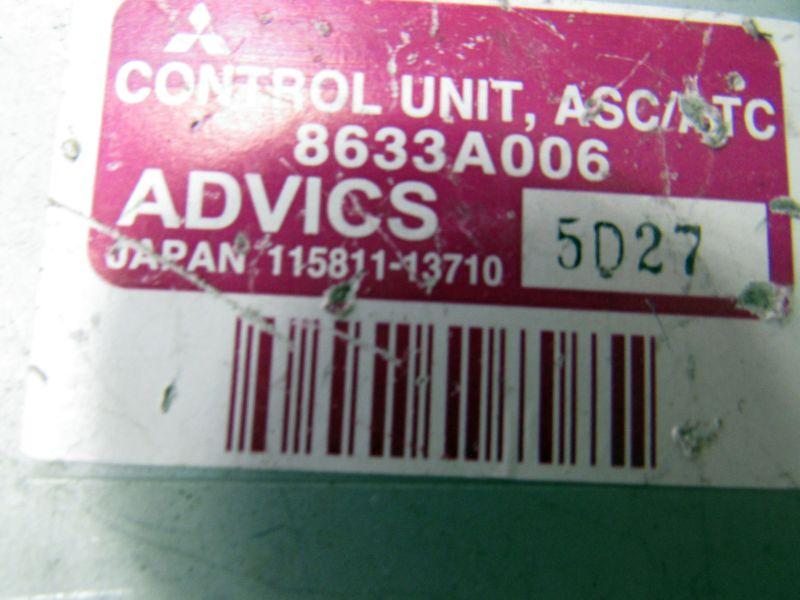 CONTROL UNIT, ASC/ATC
8633A006
ADVICS
5D27
JAPAN 115811-13710